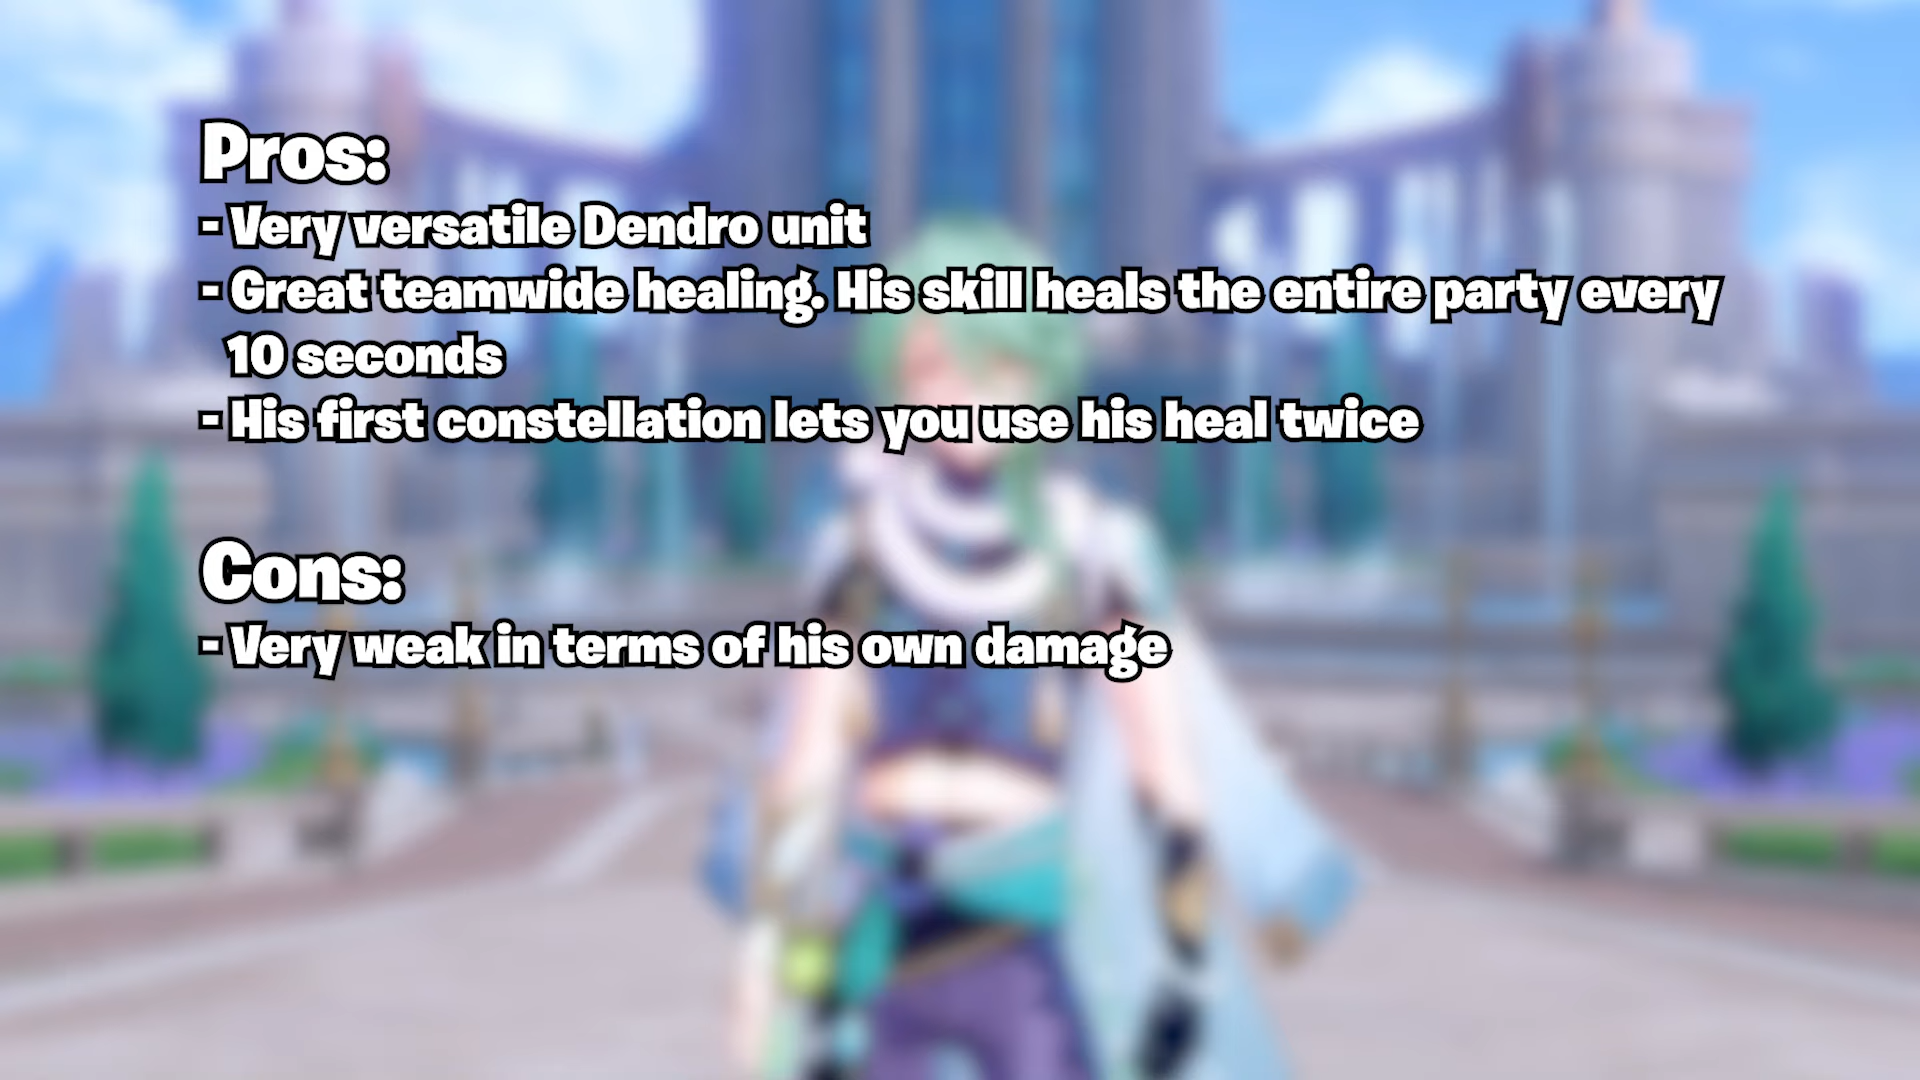 Pros:
- Very versatile Dendro unit
- Great teamwide healing. His skill heals the entire party every
10 seconds
- His first constellation lets you use his heal twice
Cons:
- Very weak in terms of his own damage